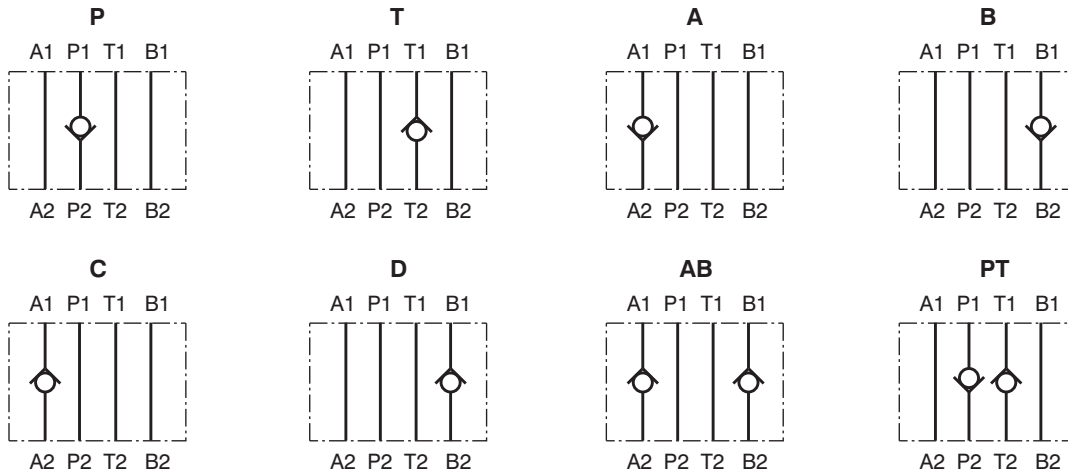 P T A B
A1 P1 T1 B1 A1 P1 T1 B1 A1 P1 T1 B1 A1 P1 T1 B1
A2 P2 T2 B2 A2 P2 T2 B2 A2 P2 T2 B2 A2 P2 T2 B2
C D AB PT
A1 P1 T1 B1 A1 P1 T1 B1 A1 P1 T1 B1 A1 P1 T1 B1
A2 P2 T2 B2 A2 P2 T2 B2 A2 P2 T2 B2 A2 P2 T2 B2